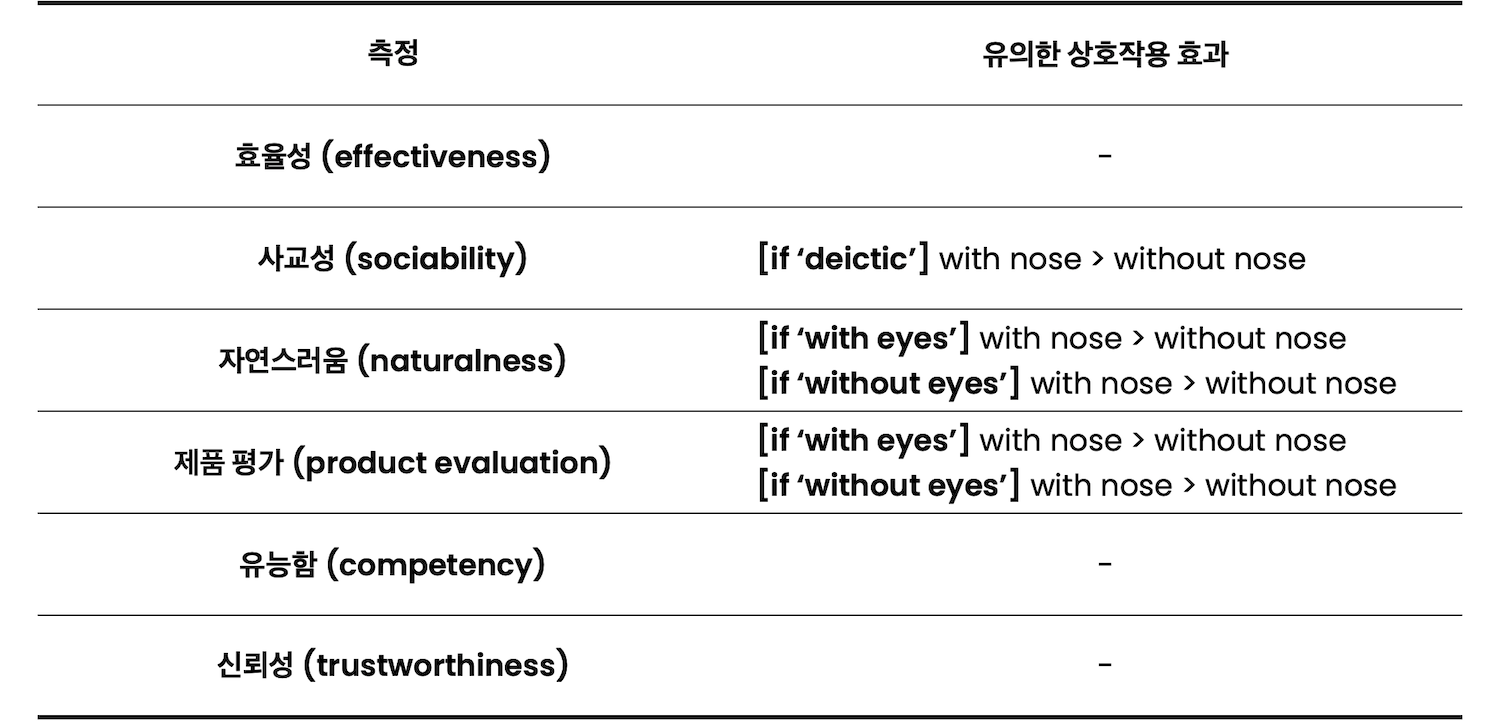 측정 유의한 상호작용 효과
효율성 (effectiveness) -
사교성 (sociability) [if ‘deictic’] with nose > without nose
자연스러움 (naturalness) [if ‘with eyes’] with nose > without nose
[if ‘without eyes’] with nose > without nose
제품 평가 (product evaluation) [if ‘with eyes’] with nose > without nose
[if ‘without eyes’] with nose > without nose
유능함 (competency) -
신뢰성 (trustworthiness) -